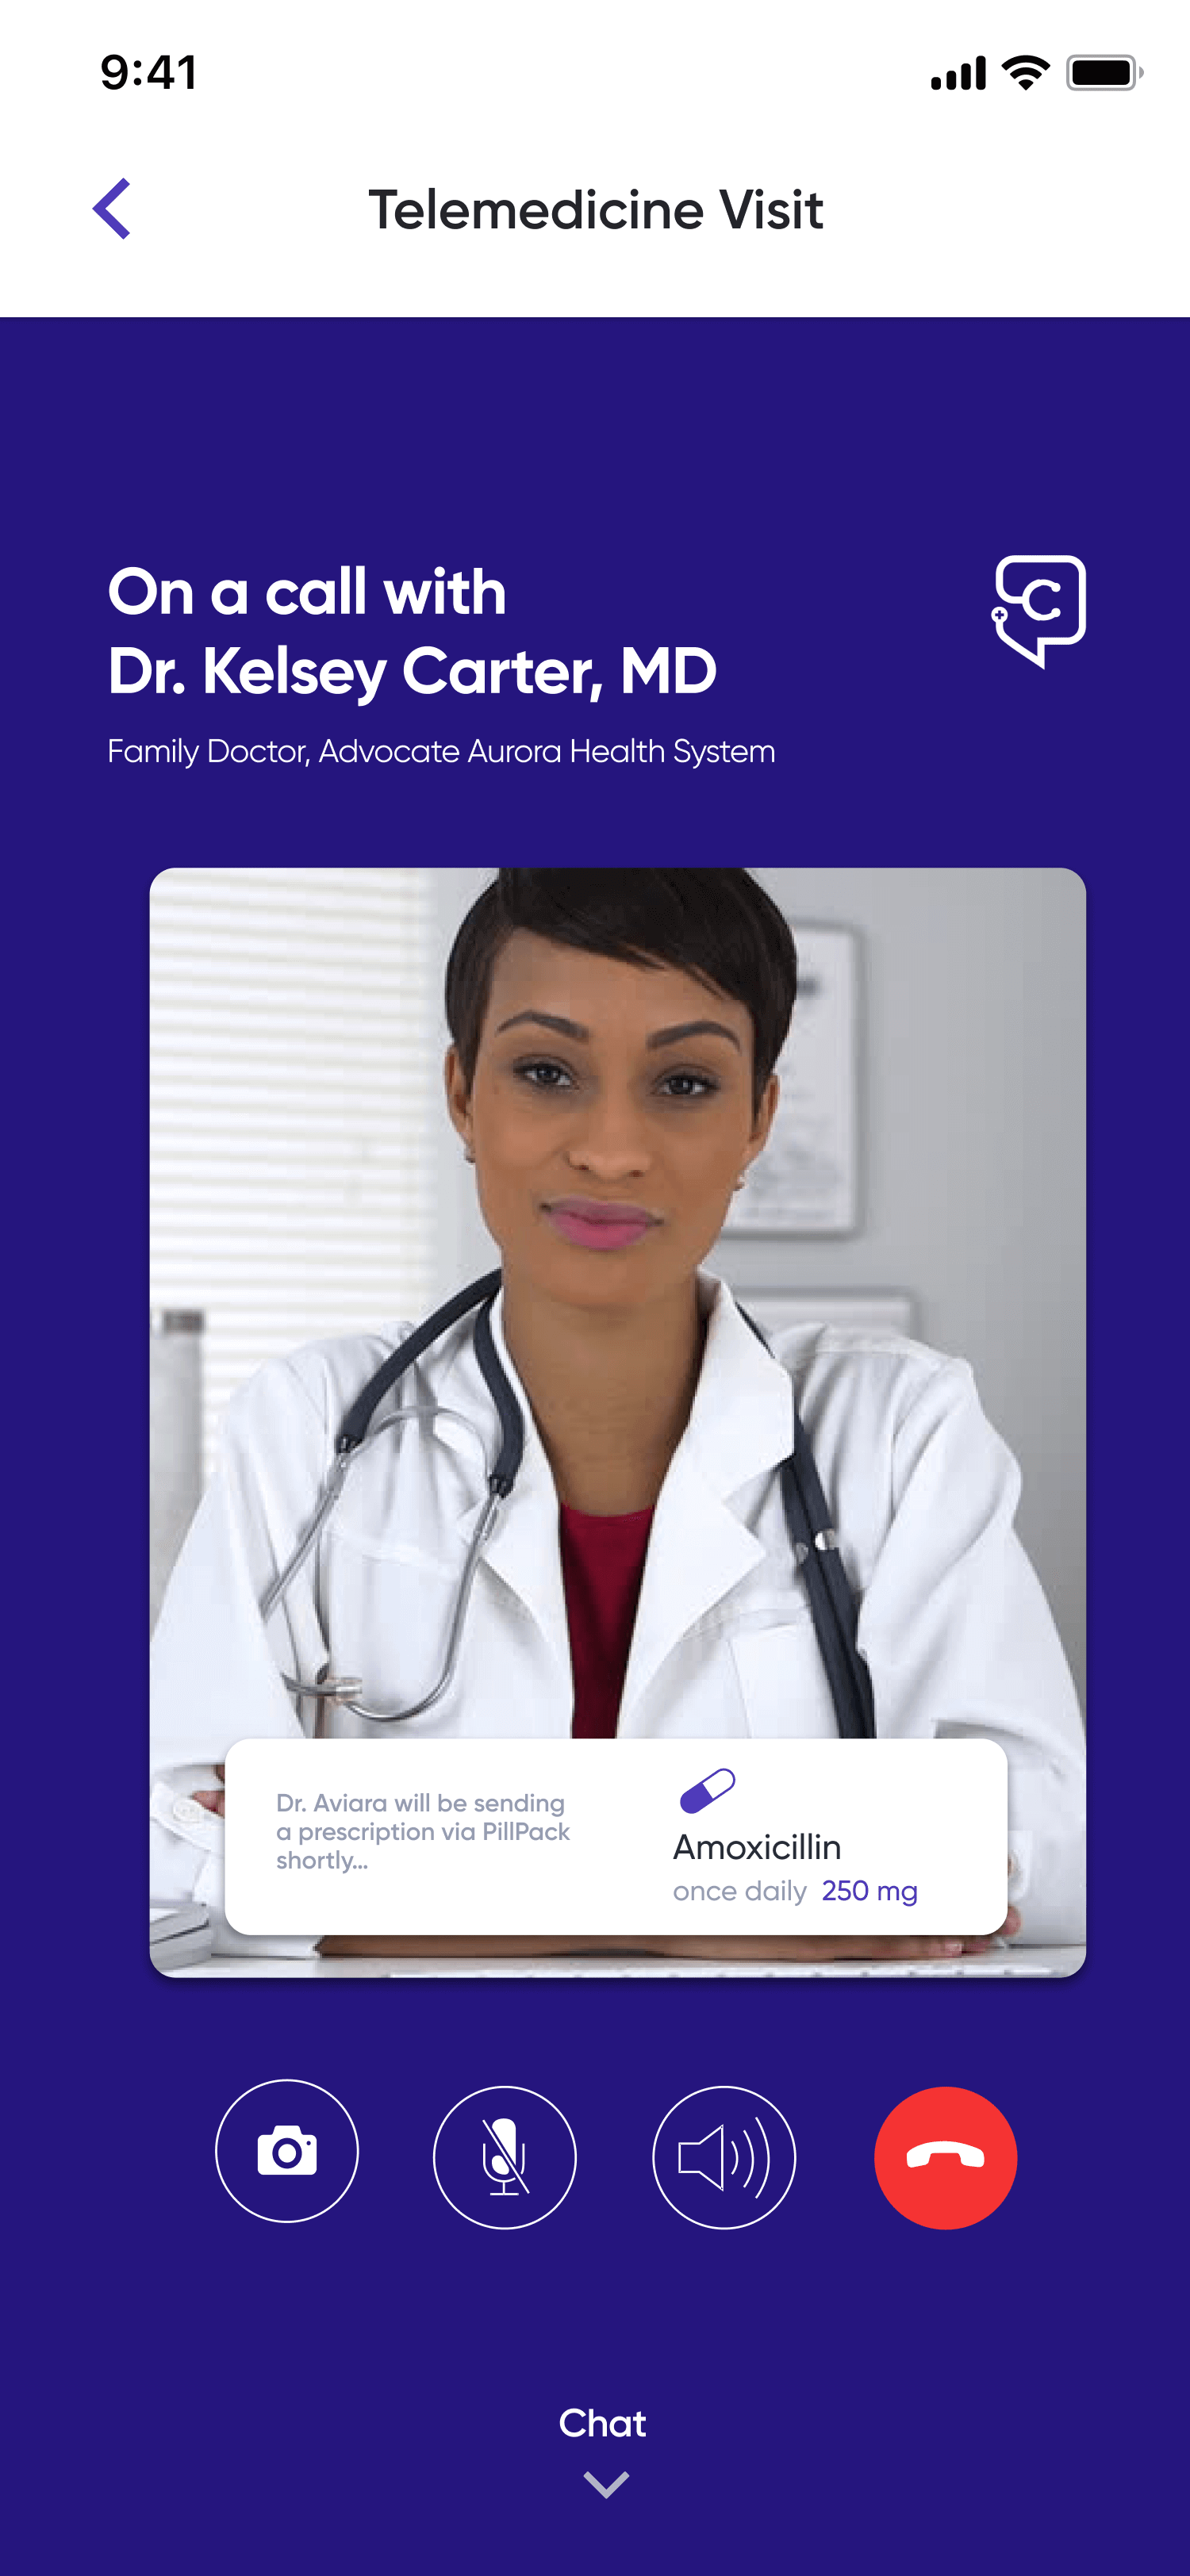 9:41
Telemedicine Visit
On a call with
Dr. Kelsey Carter, MD
Family Doctor, Advocate Aurora Health System
C
Dr. Aviara will be sending
a prescription via PillPack
shortly...
Amoxicillin
once daily 250 mg
Chat